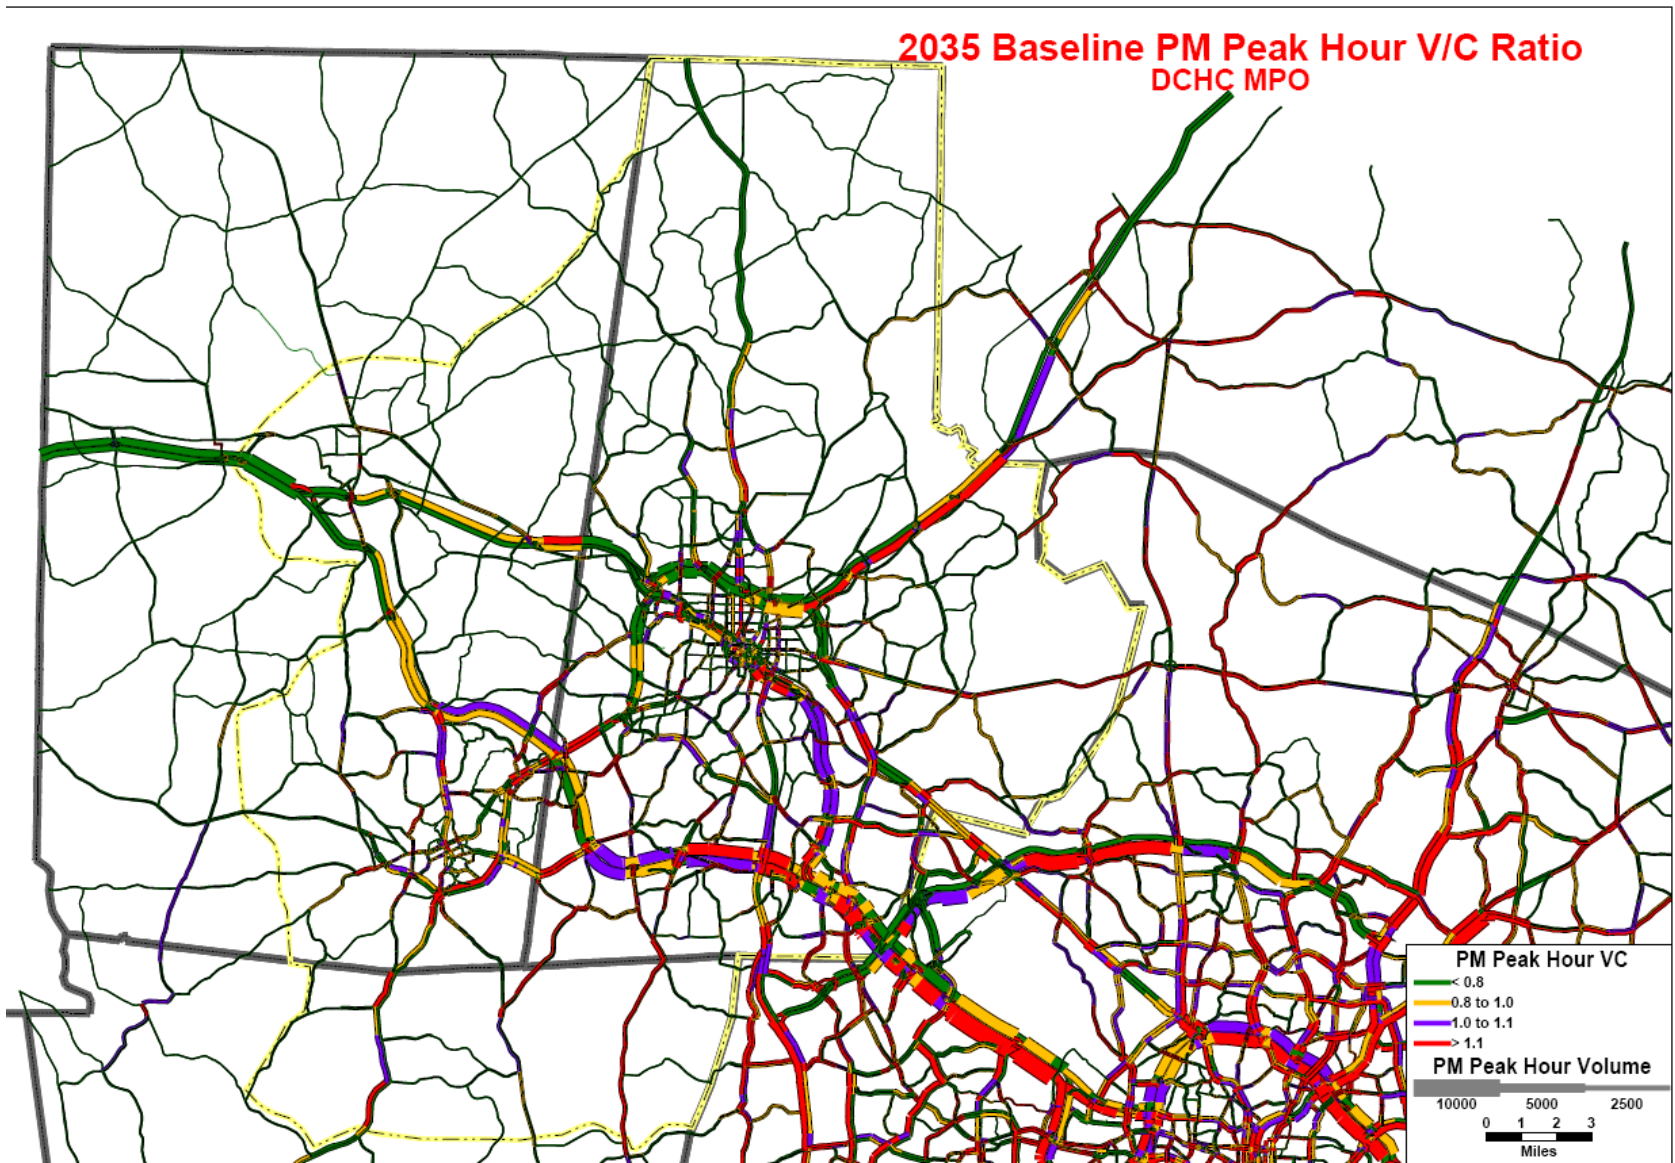 2035 Baseline PM Peak Hour V/C Ratio
DCHC MPO
PM Peak Hour VC
< 0.8
0.8 to 1.0
1.0 to 1.1
> 1.1
PM Peak Hour Volume
10000 5000 2500
0 1 2 3
Miles